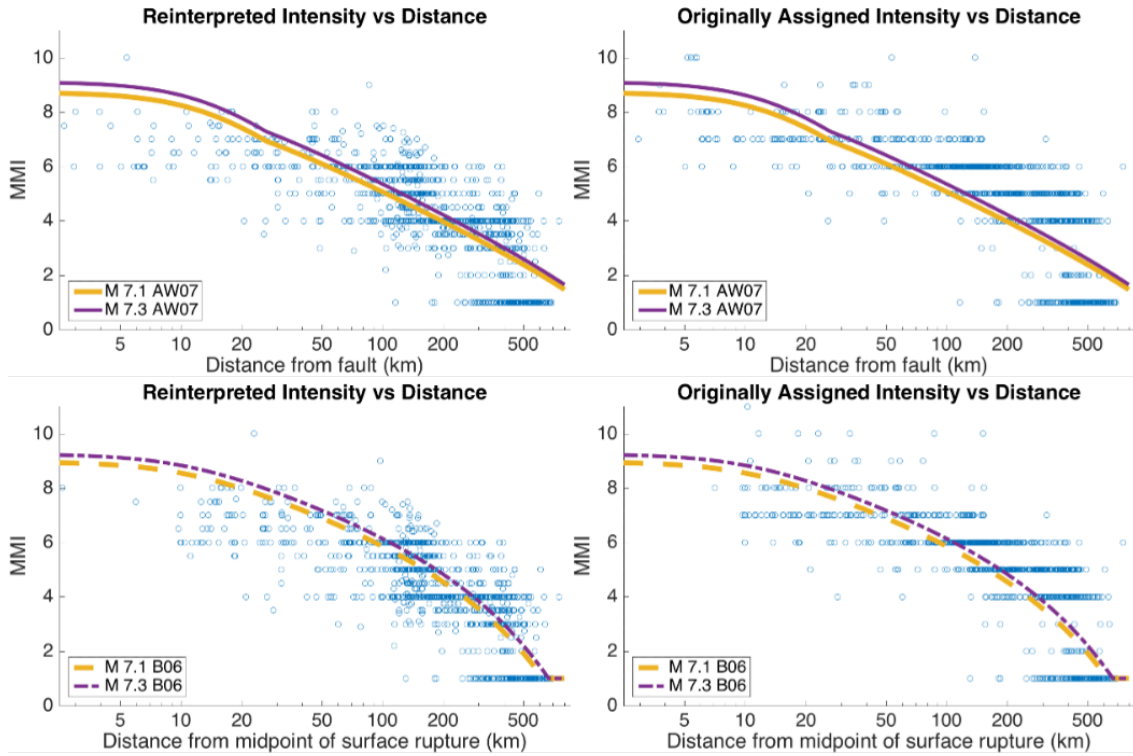 Reinterpreted Intensity vs Distance
MMI
10
8
6
4
2
0
M 7.1 AW07
M 7.3 AW07
5 10 20 50 100 200 500
Distance from fault (km)
Originally Assigned Intensity vs Distance
MMI
10
8
6
4
2
0
M 7.1 AW07
M 7.3 AW07
5 10 20 50 100 200 500
Distance from fault (km)
Reinterpreted Intensity vs Distance
MMI
10
8
6
4
2
0
M 7.1 B06
M 7.3 B06
5 10 20 50 100 200 500
Distance from midpoint of surface rupture (km)
Originally Assigned Intensity vs Distance
MMI
10
8
6
4
2
0
M 7.1 B06
M 7.3 B06
5 10 20 50 100 200 500
Distance from midpoint of surface rupture (km)